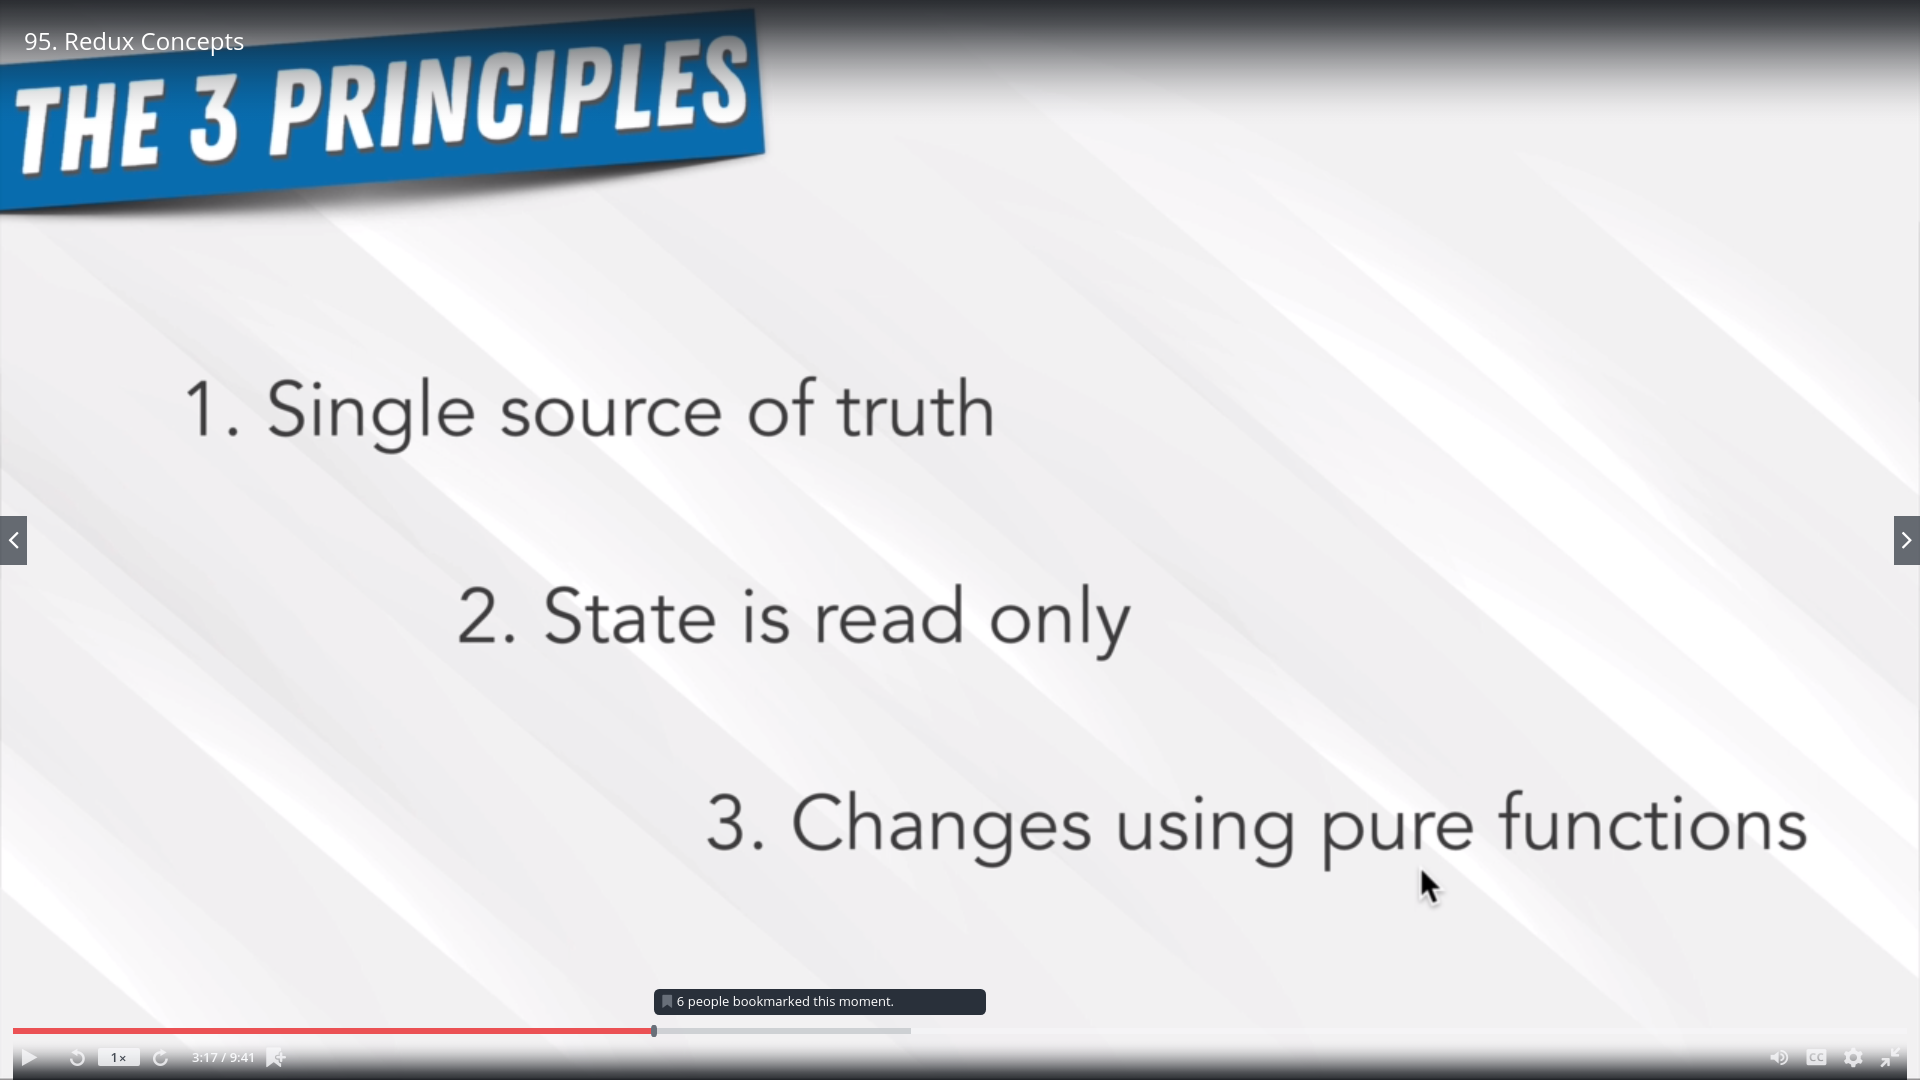 95. Redux Concepts
THE 3 PRINCIPLES
1. Single source of truth
2. State is read only
3. Changes using pure functions
6 people bookmarked this moment.
1×
3:17 / 9:41
CC